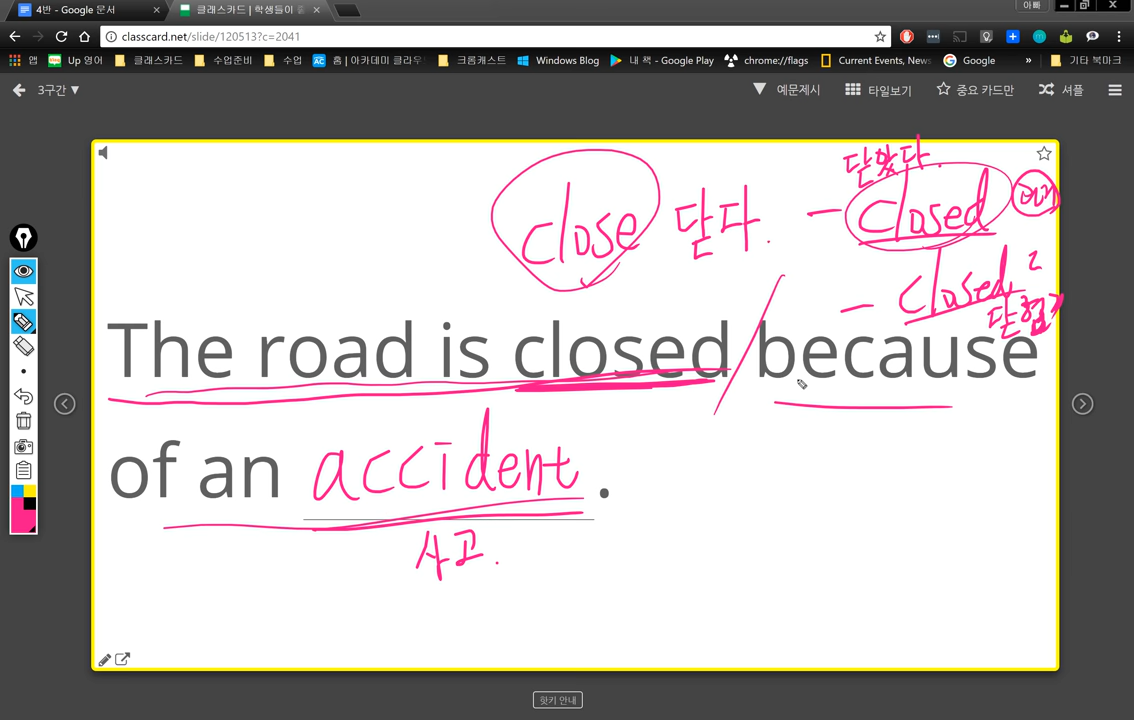 4반 - Google 문서
클래스카드 | 학생들이 틀
아빠
classcard.net/slide/120513?c=2041
앱 Up 영어 클래스카드 수업준비 수업 홈 | 아카데미 클라우 크롬캐스트 Windows Blog 내 책 - Google Play chrome://flags Current Events, News Google » 기타 북마크
3구간 ▼ 예문제시 타일보기 중요 카드만 셔플
close 닫다. - closed 닫았다.
- closed 2
The road is closed / because
of an accident.
사고.
핫키 안내